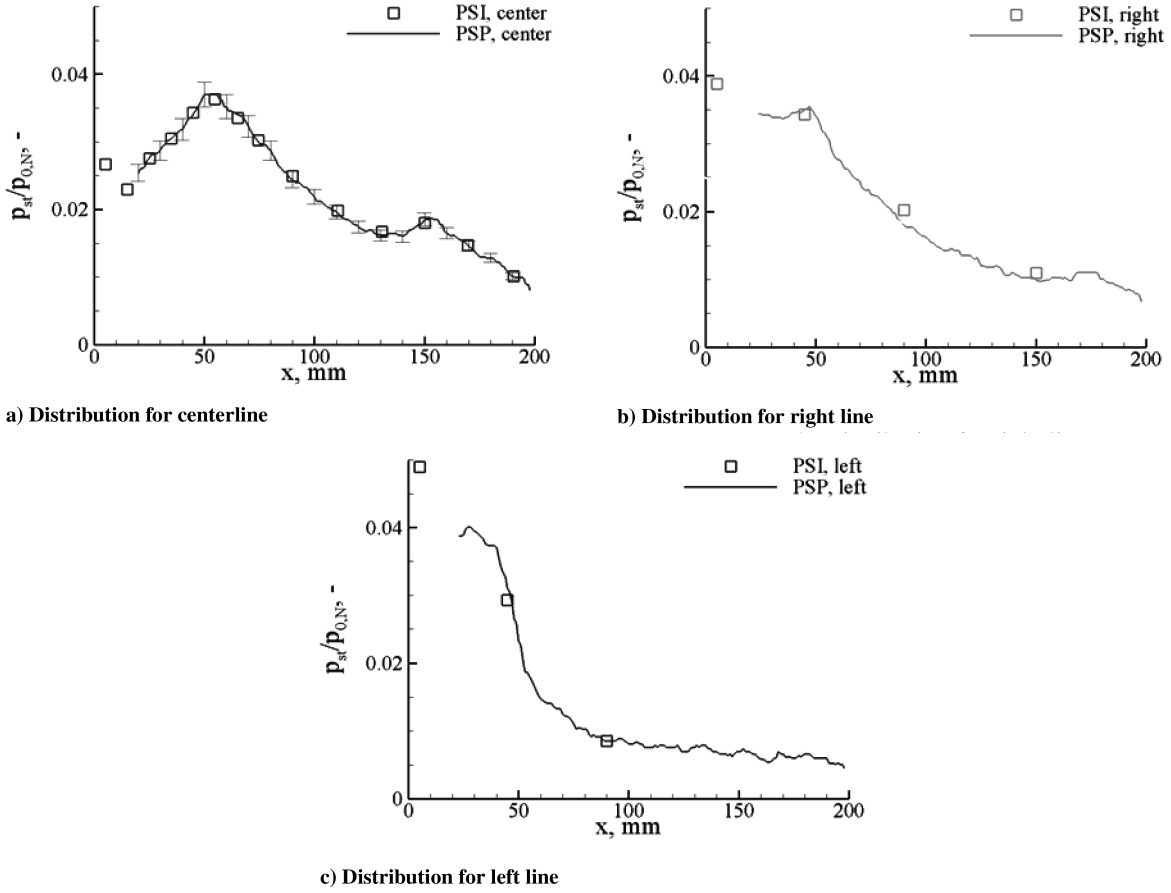 PSI, center
PSP, center
0.04
0.02
0
p_st/p_0,N, -
0 50 100 150 200
x, mm
a) Distribution for centerline
PSI, right
PSP, right
0.04
0.02
0
p_st/p_0,N, -
0 50 100 150 200
x, mm
b) Distribution for right line
PSI, left
PSP, left
0.04
0.02
0
p_st/p_0,N, -
0 50 100 150 200
x, mm
c) Distribution for left line